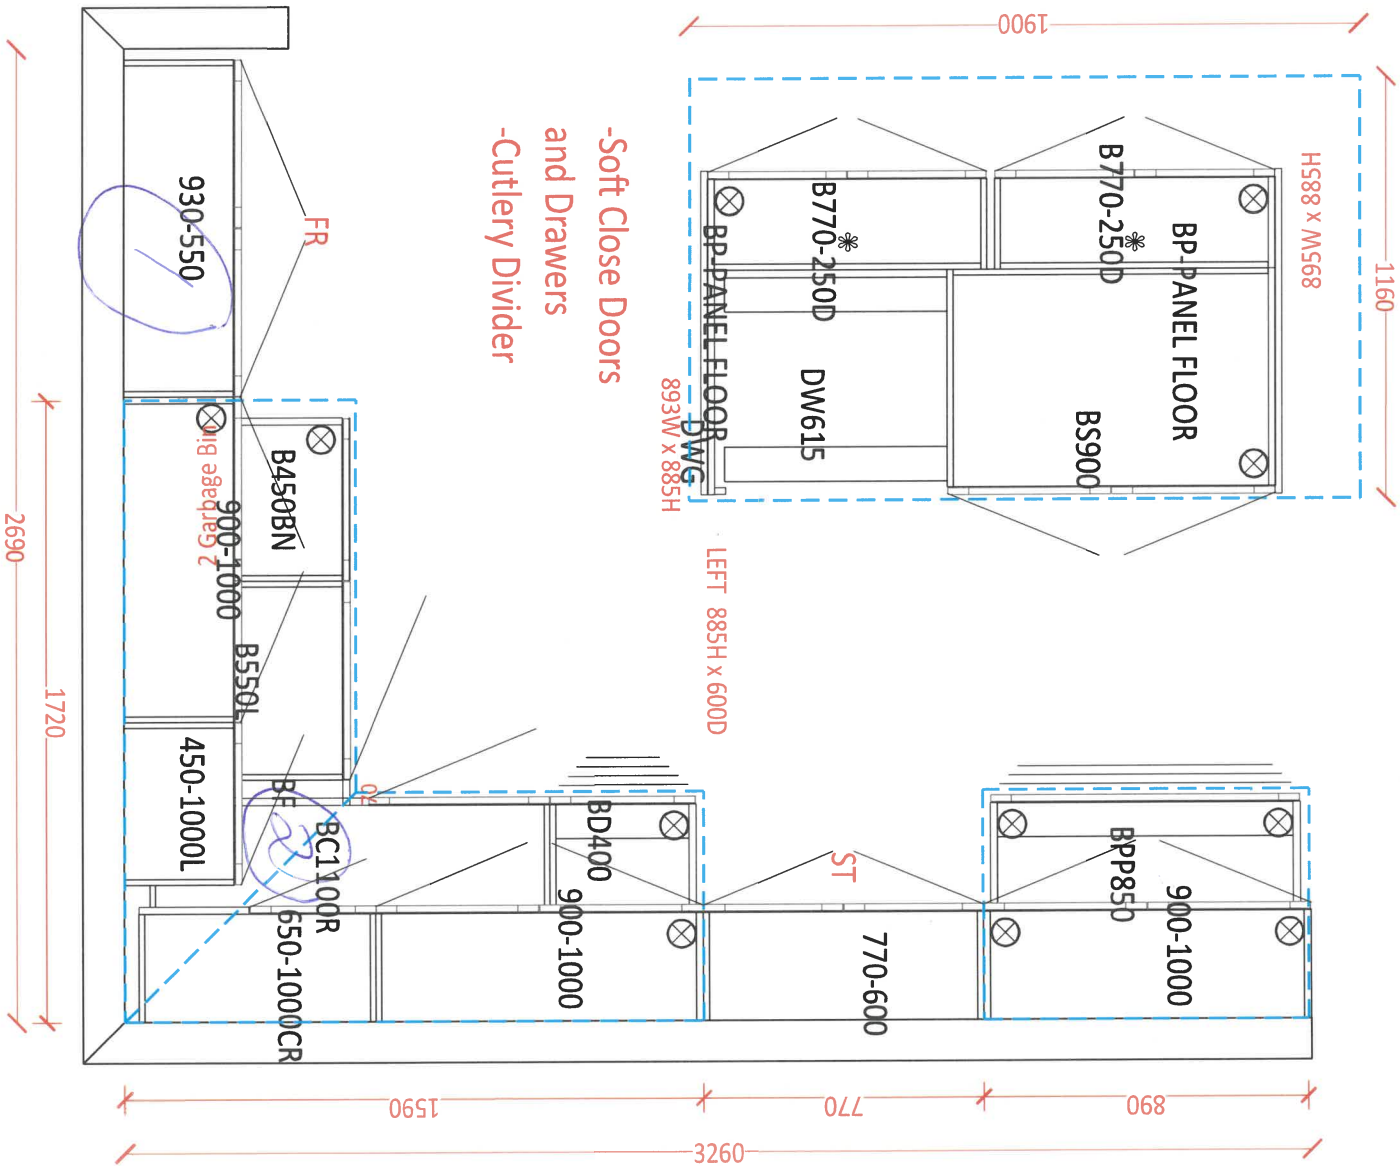 1900
1160
895W x 885H
B770-250D
B770-250D
BP-PANEL FLOOR
BP-PANEL FLOOR
DW615
BS900
DWG
893W x 885H
LEFT 885H x 600D
-Soft Close Doors
and Drawers
-Cutlery Divider
FR
930-550
B450BN
2 Garbage Bin
900-1000
B550L
450-1000L
BF
BC1100R
650-1000CR
BD400
900-1000
ST
770-600
BPP850
900-1000
2690
1720
1590
770
890
3260